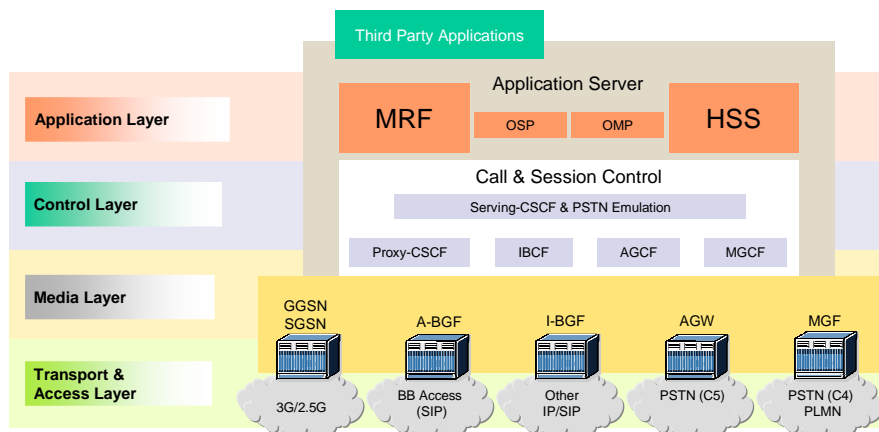 Third Party Applications
Application Server
Application Layer
MRF
OSP
OMP
HSS
Call & Session Control
Control Layer
Serving-CSCF & PSTN Emulation
Proxy-CSCF
IBCF
AGCF
MGCF
Media Layer
GGSN
SGSN
A-BGF
I-BGF
AGW
MGF
Transport &
Access Layer
3G/2.5G
BB Access
(SIP)
Other
IP/SIP
PSTN (C5)
PSTN (C4)
PLMN